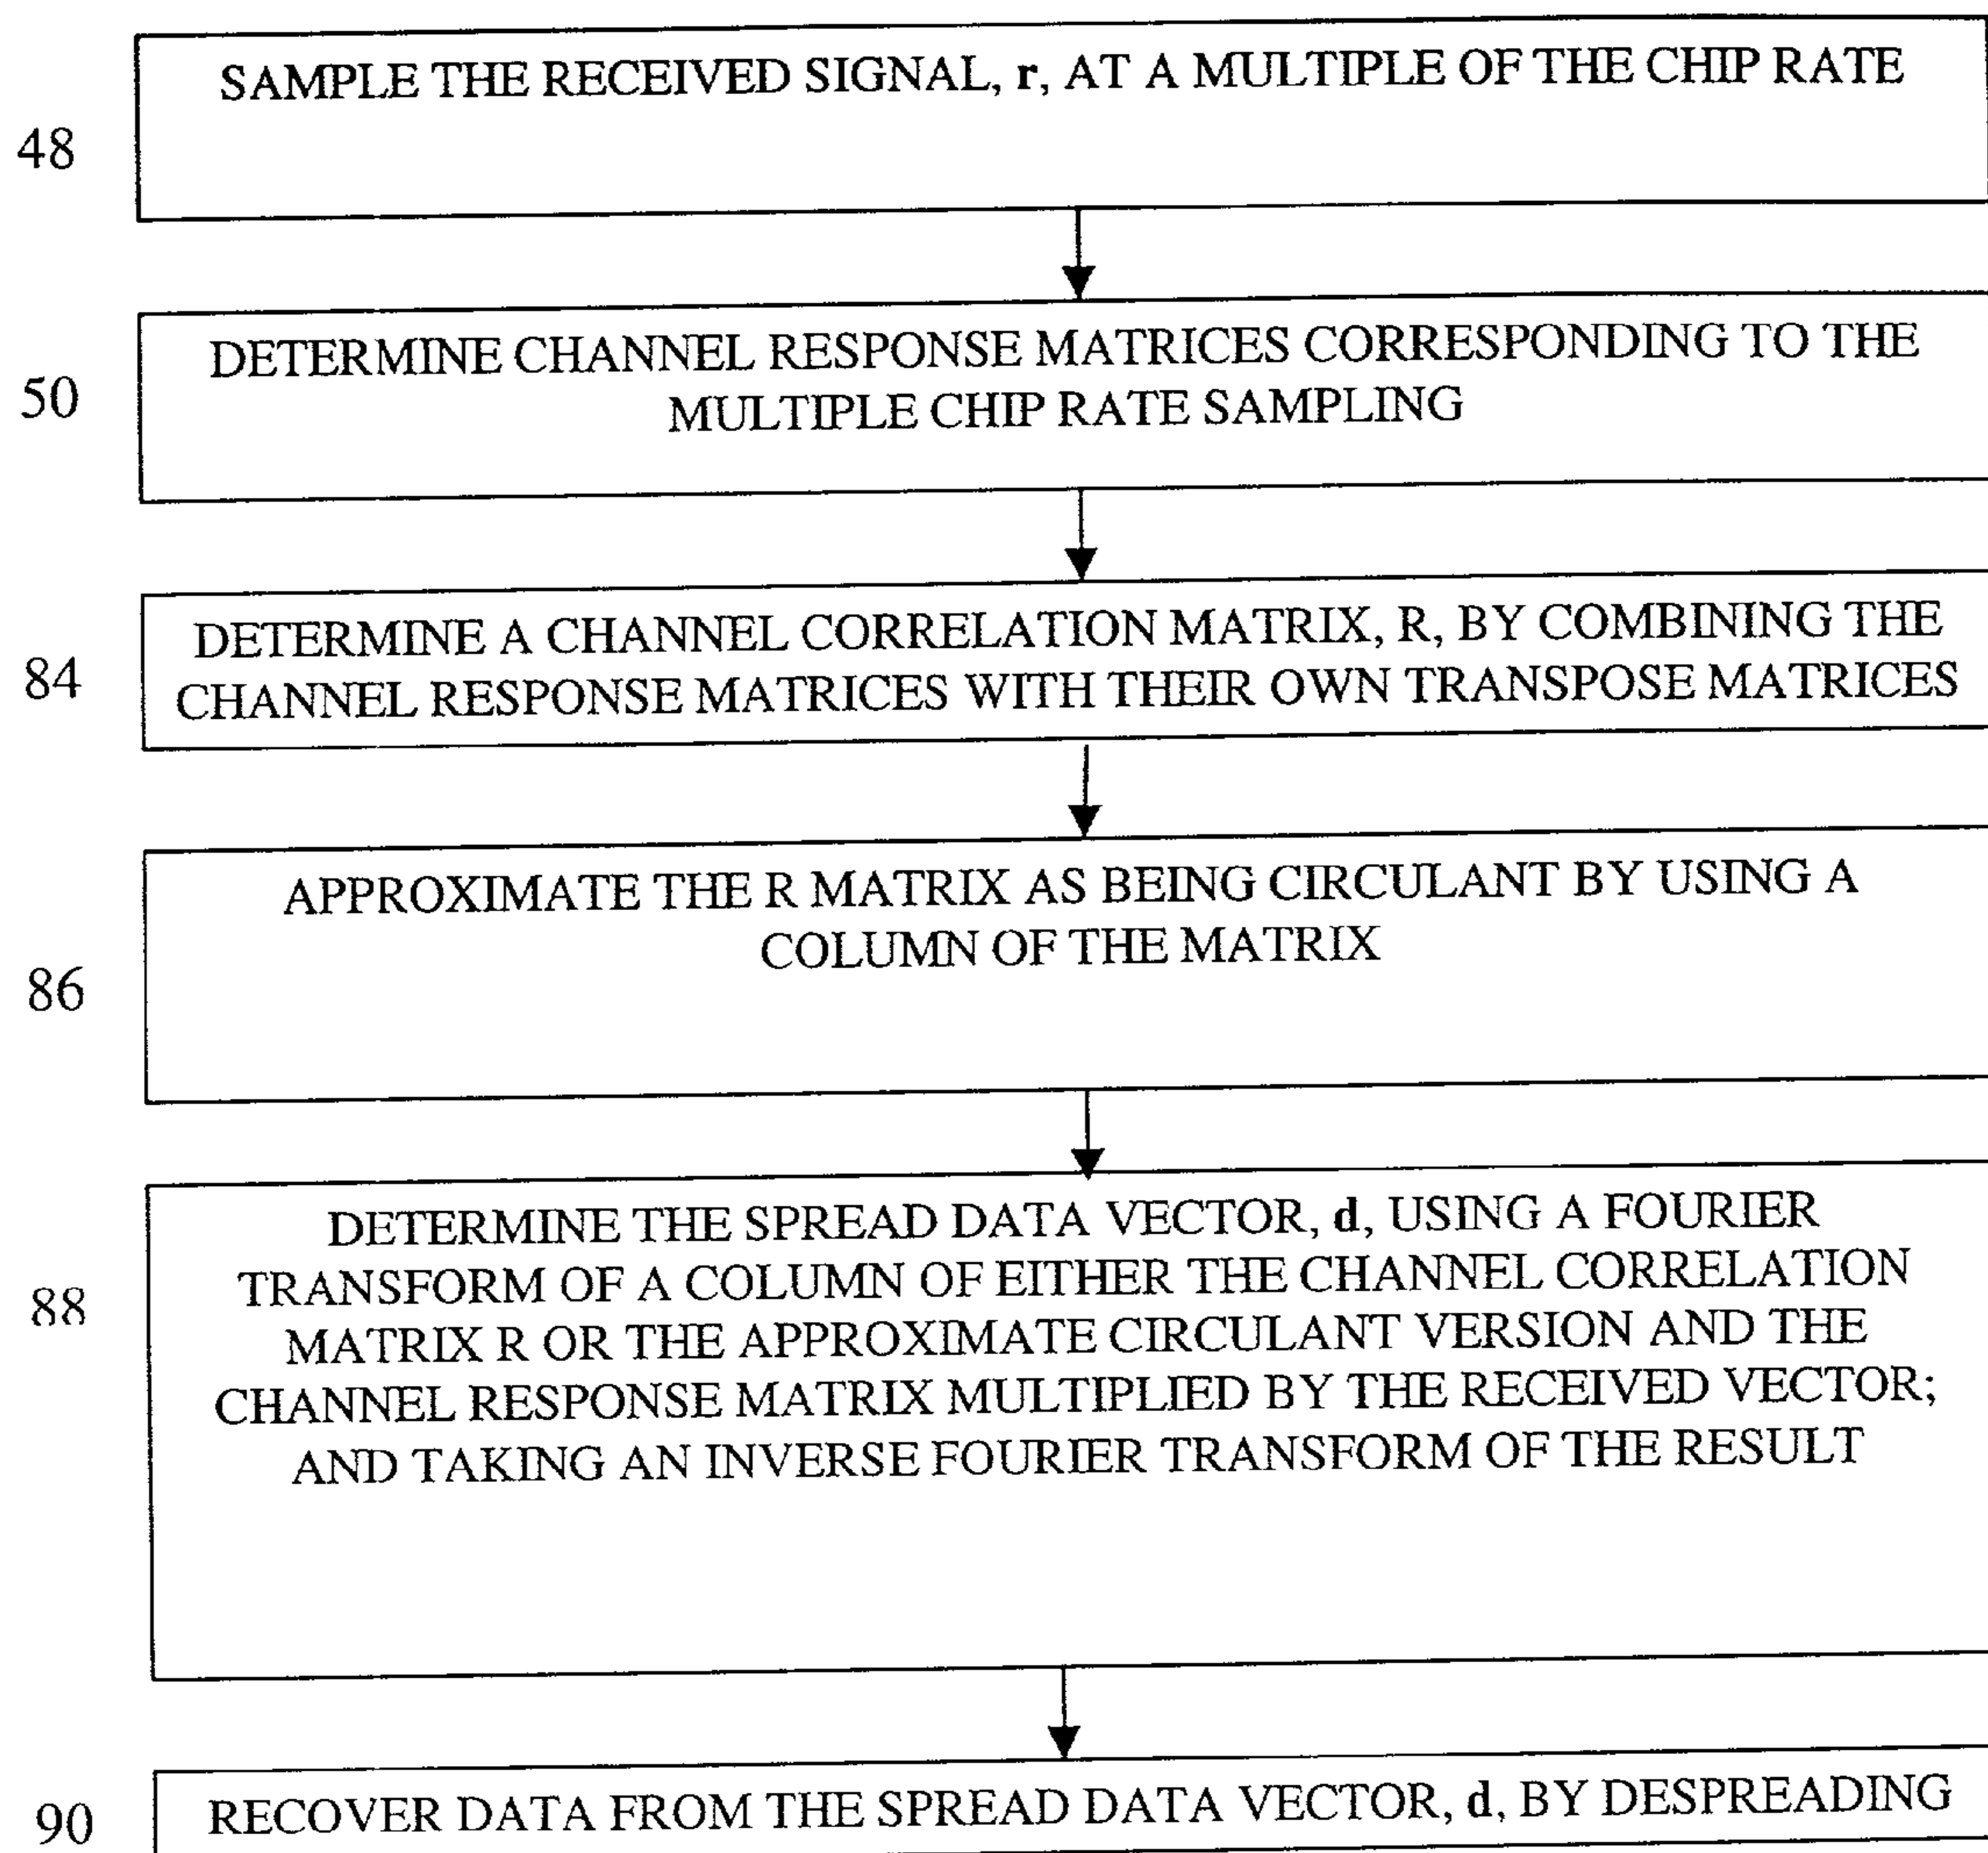 SAMPLE THE RECEIVED SIGNAL, r, AT A MULTIPLE OF THE CHIP RATE
48
DETERMINE CHANNEL RESPONSE MATRICES CORRESPONDING TO THE
MULTIPLE CHIP RATE SAMPLING
50
DETERMINE A CHANNEL CORRELATION MATRIX, R, BY COMBINING THE
CHANNEL RESPONSE MATRICES WITH THEIR OWN TRANSPOSE MATRICES
84
APPROXIMATE THE R MATRIX AS BEING CIRCULANT BY USING A
COLUMN OF THE MATRIX
86
DETERMINE THE SPREAD DATA VECTOR, d, USING A FOURIER
TRANSFORM OF A COLUMN OF EITHER THE CHANNEL CORRELATION
MATRIX R OR THE APPROXIMATE CIRCULANT VERSION AND THE
CHANNEL RESPONSE MATRIX MULTIPLIED BY THE RECEIVED VECTOR;
AND TAKING AN INVERSE FOURIER TRANSFORM OF THE RESULT
88
RECOVER DATA FROM THE SPREAD DATA VECTOR, d, BY DESPREADING
90